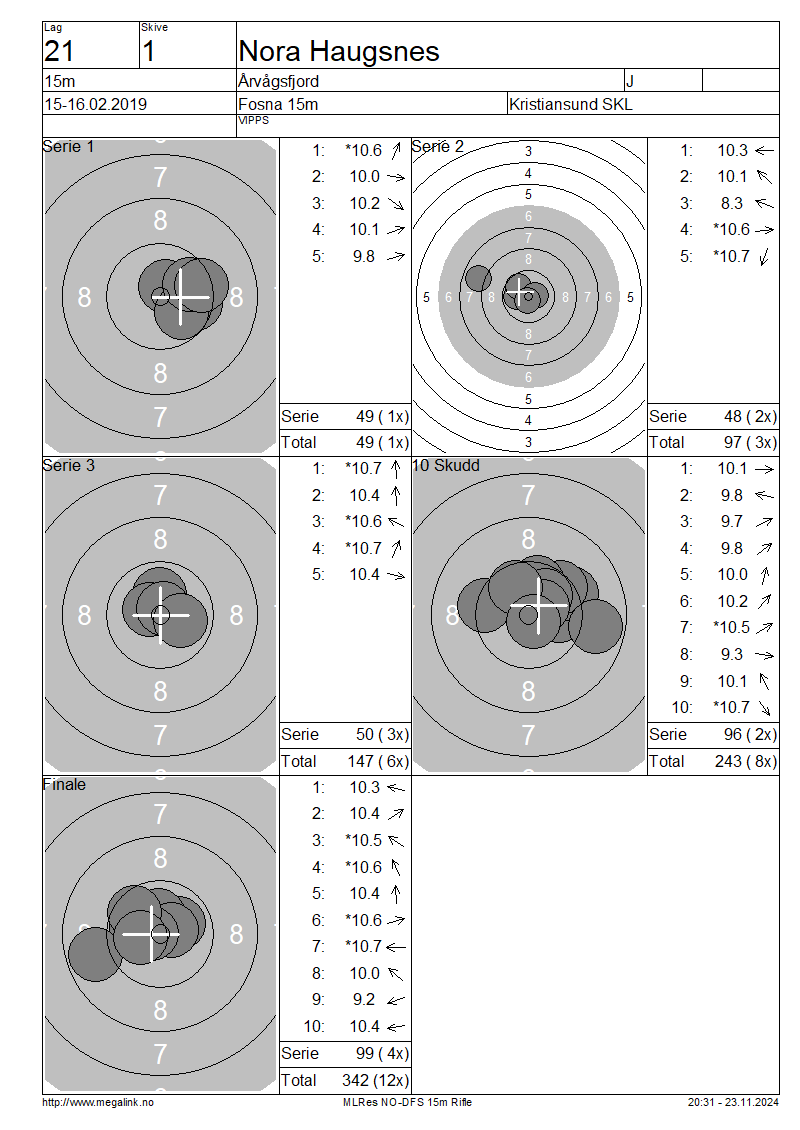 Lag
Skive
21
1
Nora Haugsnes
15m
Årvågsfjord
J
15-16.02.2019
Fosna 15m
Kristiansund SKL
VIPPS
Serie 1
7
8
8
8
8
7
1: *10.6
2: 10.0
3: 10.2
4: 10.1
5: 9.8
Serie 49 ( 1x)
Total 49 ( 1x)
Serie 2
3
4
5
6
7
8
5 6 7 8 8 7 6 5
8
7
6
5
4
3
1: 10.3
2: 10.1
3: 8.3
4: *10.6
5: *10.7
Serie 48 ( 2x)
Total 97 ( 3x)
Serie 3
7
8
8
8
8
7
1: *10.7
2: 10.4
3: *10.6
4: *10.7
5: 10.4
Serie 50 ( 3x)
Total 147 ( 6x)
10 Skudd
7
8
8
8
7
1: 10.1
2: 9.8
3: 9.7
4: 9.8
5: 10.0
6: 10.2
7: *10.5
8: 9.3
9: 10.1
10: *10.7
Serie 96 ( 2x)
Total 243 ( 8x)
Finale
7
8
8
8
7
1: 10.3
2: 10.4
3: *10.5
4: *10.6
5: 10.4
6: *10.6
7: *10.7
8: 10.0
9: 9.2
10: 10.4
Serie 99 ( 4x)
Total 342 (12x)
http://www.megalink.no
MLRes NO-DFS 15m Rifle
20:31 - 23.11.2024